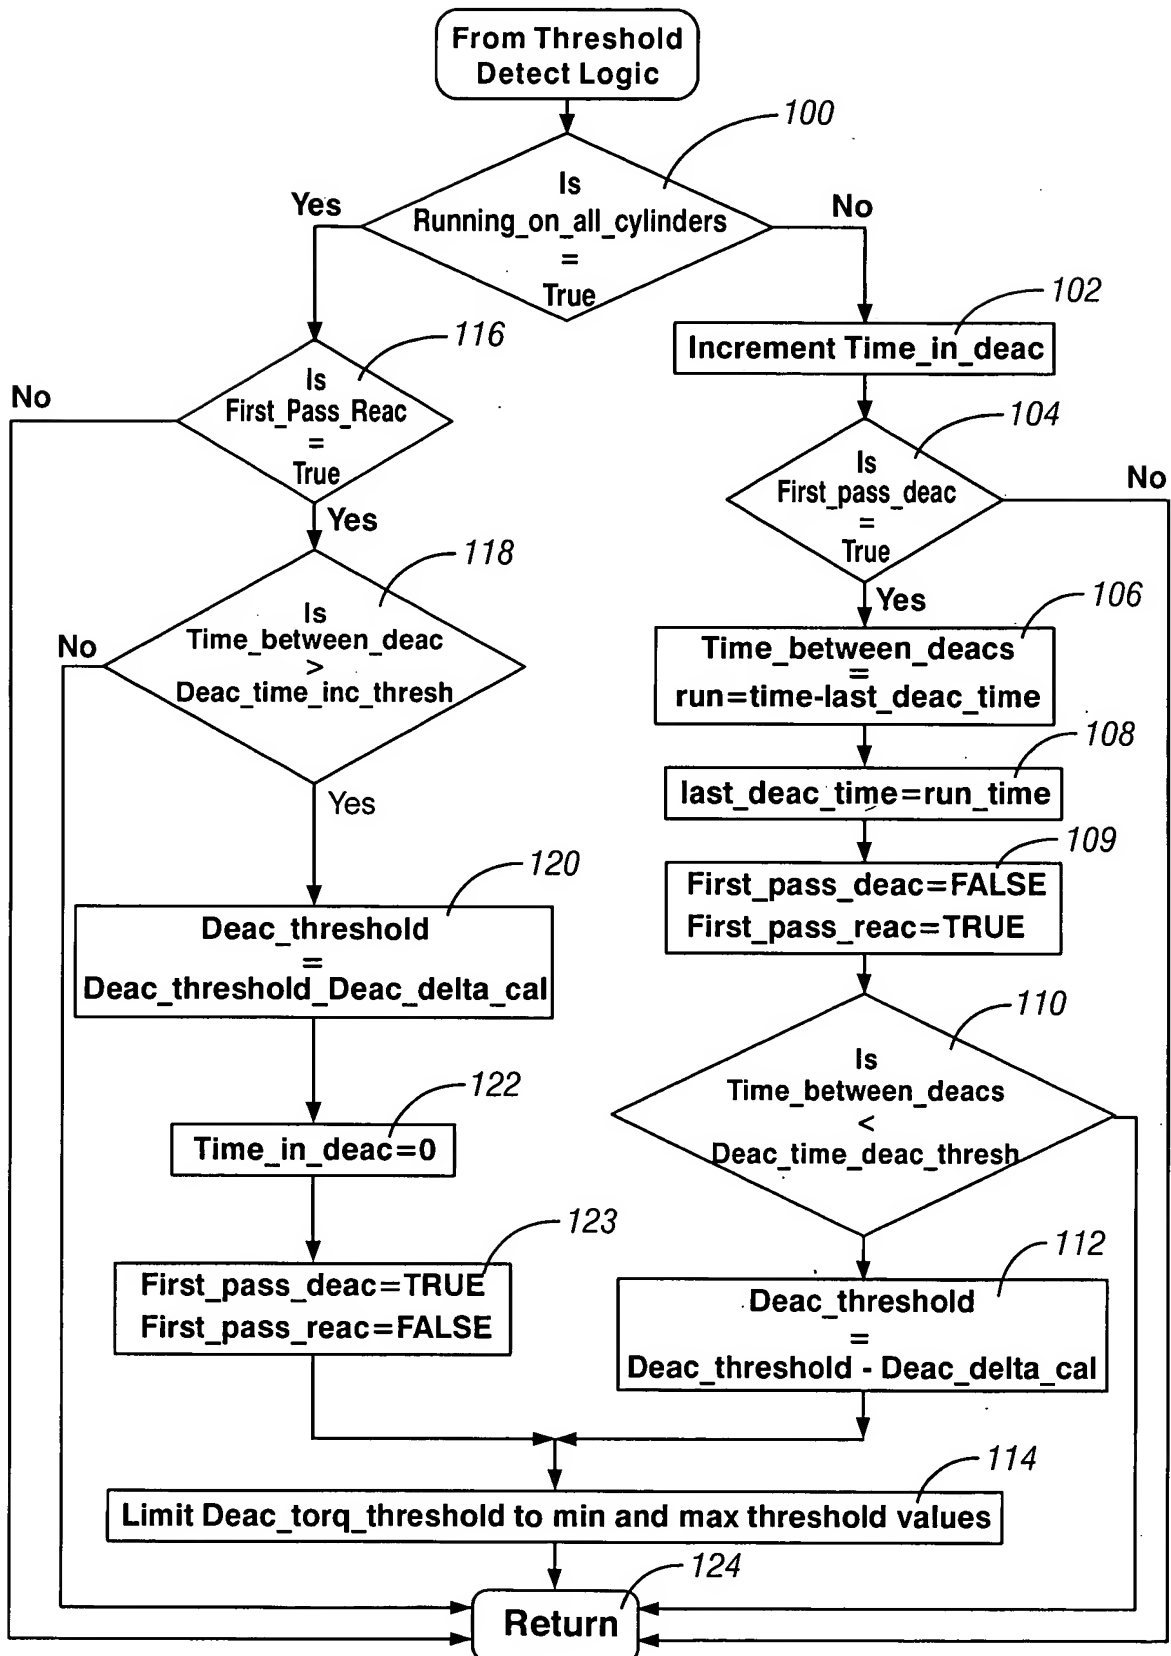 From Threshold
Detect Logic
100
Is
Running_on_all_cylinders
=
True
Yes
No
102
Increment Time_in_deac
116
Is
First_Pass_Reac
=
True
No
Yes
104
Is
First_pass_deac
=
True
No
Yes
118
Is
Time_between_deac
>
Deac_time_inc_thresh
No
Yes
106
Time_between_deacs
=
run=time-last_deac_time
108
last_deac_time=run_time
109
First_pass_deac=FALSE
First_pass_reac=TRUE
120
Deac_threshold
=
Deac_threshold_Deac_delta_cal
110
Is
Time_between_deacs
<
Deac_time_deac_thresh
122
Time_in_deac=0
123
First_pass_deac=TRUE
First_pass_reac=FALSE
112
Deac_threshold
=
Deac_threshold - Deac_delta_cal
114
Limit Deac_torq_threshold to min and max threshold values
124
Return